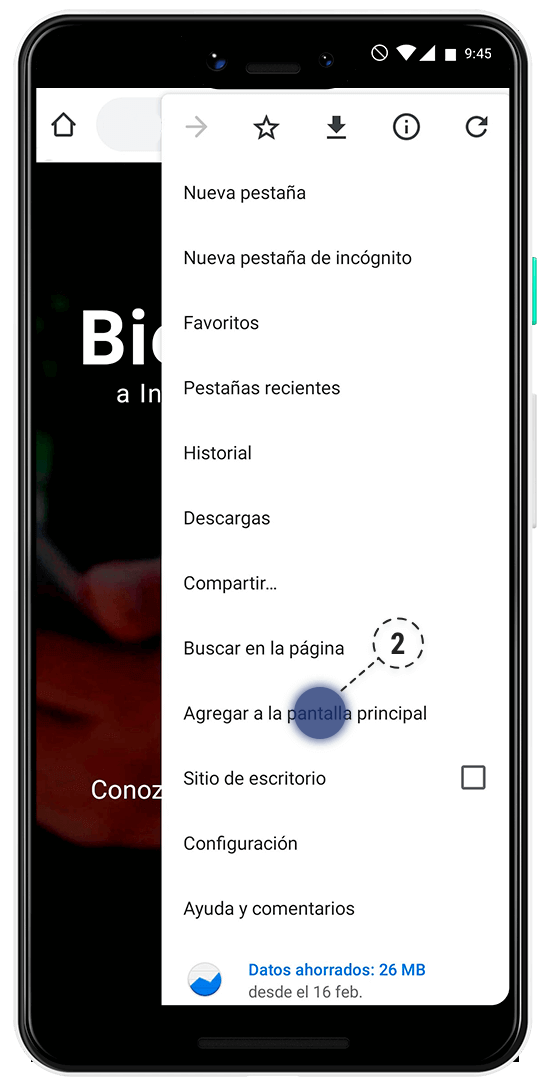 9:45
Nueva pestaña
Nueva pestaña de incógnito
Favoritos
Bi
a In
Pestañas recientes
Historial
Descargas
Compartir...
Buscar en la página
2
Agregar a la pantalla principal
Sitio de escritorio
Conoz
Configuración
Ayuda y comentarios
Datos ahorrados: 26 MB
desde el 16 feb.